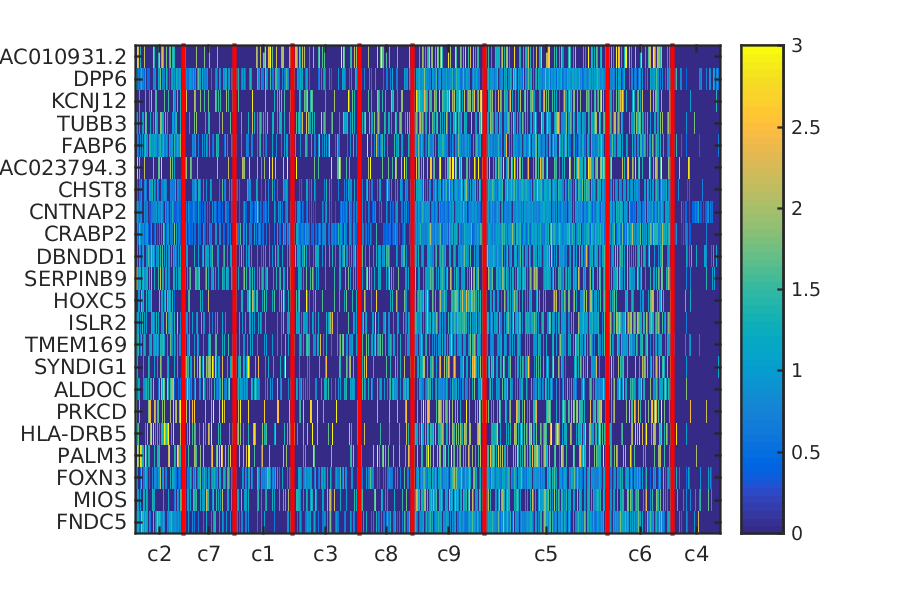 AC010931.2
DPP6
KCNJ12
TUBB3
FABP6
AC023794.3
CHST8
CNTNAP2
CRABP2
DBNDD1
SERPINB9
HOXC5
ISLR2
TMEM169
SYNDIG1
ALDOC
PRKCD
HLA-DRB5
PALM3
FOXN3
MIOS
FNDC5
c2 c7 c1 c3 c8 c9 c5 c6 c4
3
2.5
2
1.5
1
0.5
0